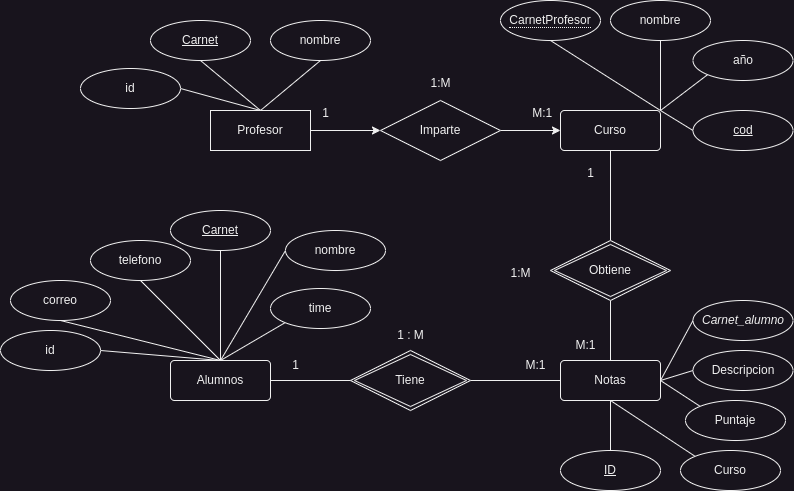 CarnetProfesor
nombre
Carnet
nombre
año
id
1:M
1
M:1
Profesor
Imparte
Curso
cod
1
Carnet
nombre
telefono
Obtiene
1:M
correo
time
Carnet_alumno
1 : M
M:1
id
1
M:1
Descripcion
Alumnos
Tiene
Notas
Puntaje
ID
Curso